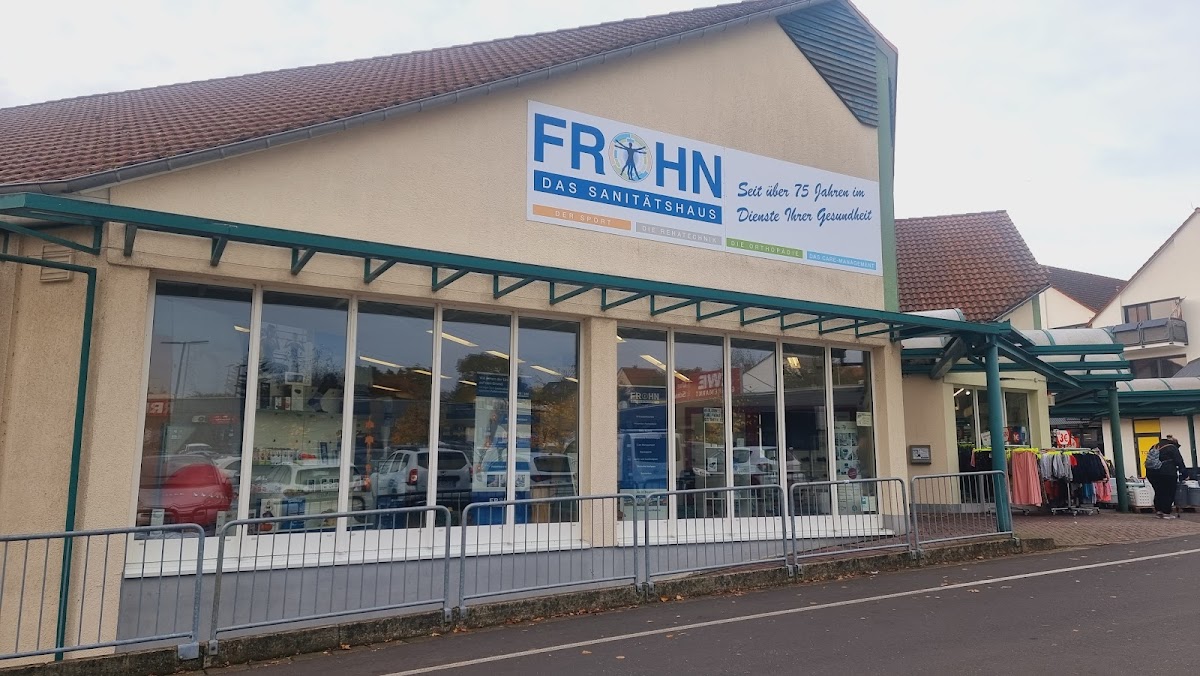 FROHN
DAS SANITÄTSHAUS
DER SPORT
DIE REHATECHNIK
DIE ORTHOPÄDIE
DAS CARE-MANAGEMENT
Seit über 75 Jahren im
Dienste Ihrer Gesundheit
FROHN
FROHN